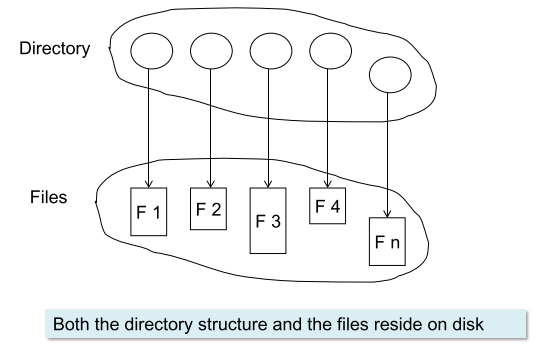 Directory
Files
F 1
F 2
F 3
F 4
F n
Both the directory structure and the files reside on disk